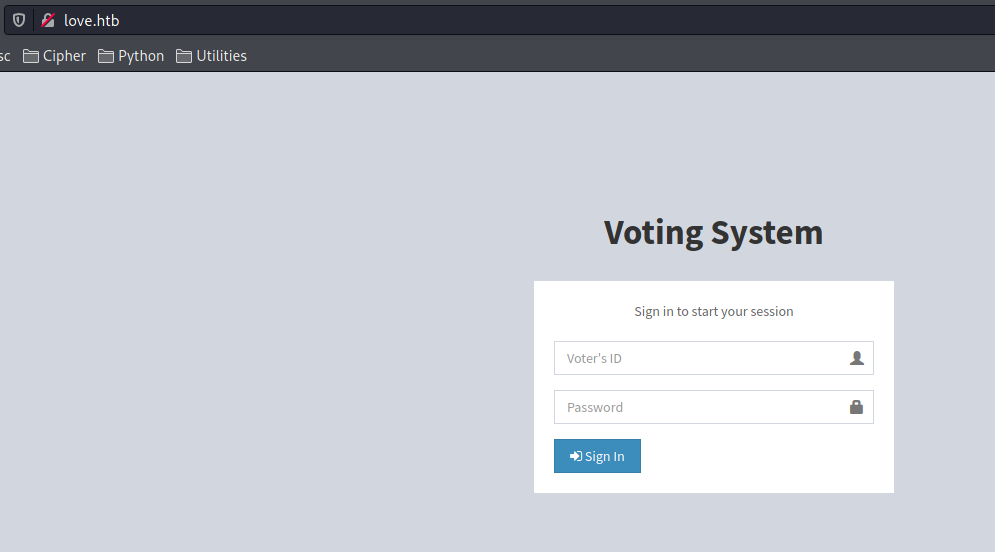 love.htb
sc Cipher Python Utilities
Voting System
Sign in to start your session
Voter's ID
Password
Sign In